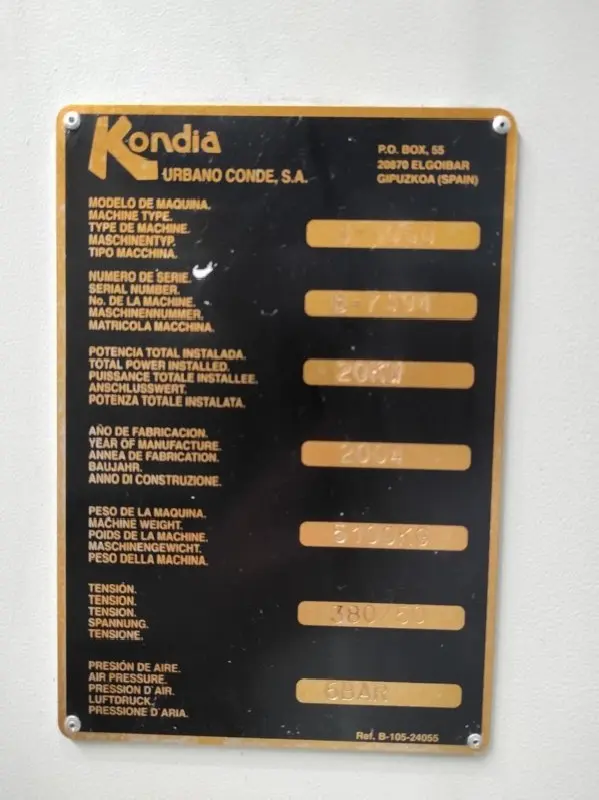 Kondia
URBANO CONDE, S.A.
P.O. BOX, 55
20870 ELGOIBAR
GIPUZKOA (SPAIN)
MODELO DE MAQUINA.
MACHINE TYPE.
TYPE DE MACHINE.
MASCHINENTYP.
TIPO MACCHINA.
NUMERO DE SERIE.
SERIAL NUMBER.
No. DE LA MACHINE.
MASCHINENNUMMER.
MATRICOLA MACCHINA.
POTENCIA TOTAL INSTALADA.
TOTAL POWER INSTALLED.
PUISSANCE TOTALE INSTALLEE.
ANSCHLUSSWERT.
POTENZA TOTALE INSTALATA.
20KW
AÑO DE FABRICACION.
YEAR OF MANUFACTURE.
ANNEA DE FABRICATION.
BAUJAHR.
ANNO DI CONSTRUZIONE.
2004
PESO DE LA MAQUINA.
MACHINE WEIGHT.
POIDS DE LA MACHINE.
MASCHINENGEWICHT.
PESO DELLA MACHINA.
5100KG
TENSIÓN.
TENSION.
TENSION.
SPANNUNG.
TENSIONE.
380/50
PRESIÓN DE AIRE.
AIR PRESSURE.
PRESSION D'AIR.
LUFTDRUCK.
PRESSIONE D'ARIA.
6BAR
Ref. B-105-24055